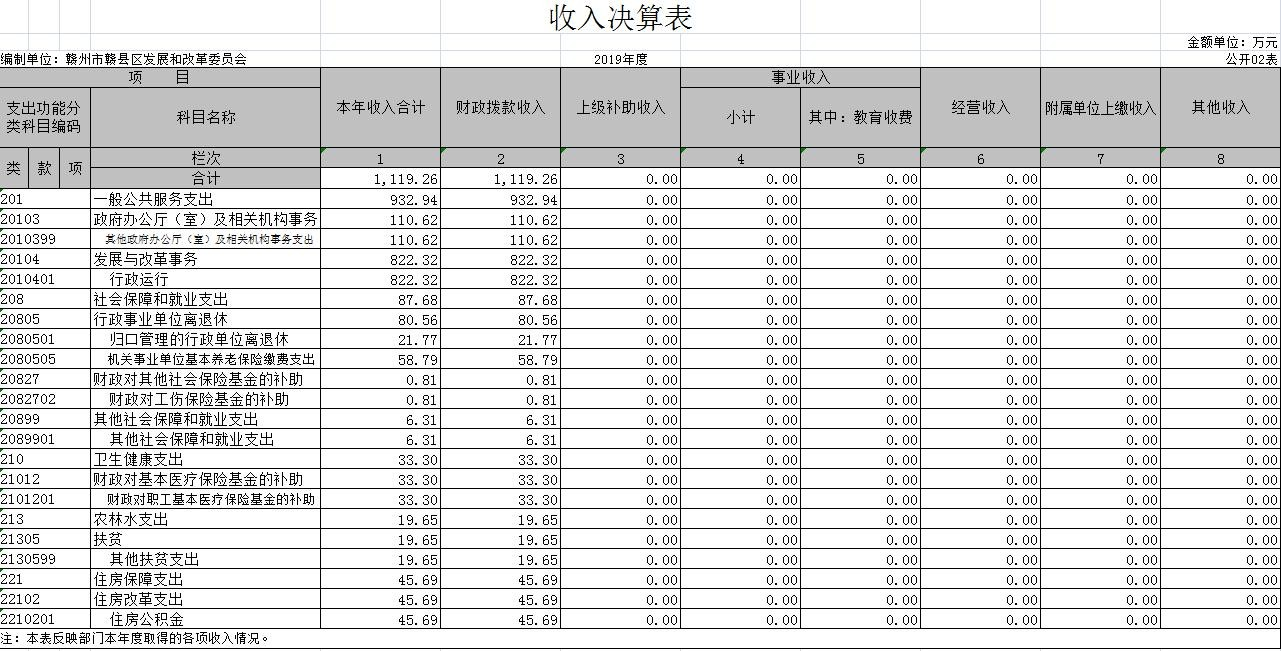 收入决算表
金额单位：万元
编制单位：赣州市赣县区发展和改革委员会 2019年度 公开02表
项 目 本年收入合计 财政拨款收入 上级补助收入 事业收入 经营收入 附属单位上缴收入 其他收入
支出功能分类科目编码 科目名称 小计 其中：教育收费
类 款 项 栏次 1 2 3 4 5 6 7 8
合计 1,119.26 1,119.26 0.00 0.00 0.00 0.00 0.00 0.00
201 一般公共服务支出 932.94 932.94 0.00 0.00 0.00 0.00 0.00 0.00
20103 政府办公厅（室）及相关机构事务 110.62 110.62 0.00 0.00 0.00 0.00 0.00 0.00
2010399 其他政府办公厅（室）及相关机构事务支出 110.62 110.62 0.00 0.00 0.00 0.00 0.00 0.00
20104 发展与改革事务 822.32 822.32 0.00 0.00 0.00 0.00 0.00 0.00
2010401 行政运行 822.32 822.32 0.00 0.00 0.00 0.00 0.00 0.00
208 社会保障和就业支出 87.68 87.68 0.00 0.00 0.00 0.00 0.00 0.00
20805 行政事业单位离退休 80.56 80.56 0.00 0.00 0.00 0.00 0.00 0.00
2080501 归口管理的行政单位离退休 21.77 21.77 0.00 0.00 0.00 0.00 0.00 0.00
2080505 机关事业单位基本养老保险缴费支出 58.79 58.79 0.00 0.00 0.00 0.00 0.00 0.00
20827 财政对其他社会保险基金的补助 0.81 0.81 0.00 0.00 0.00 0.00 0.00 0.00
2082702 财政对工伤保险基金的补助 0.81 0.81 0.00 0.00 0.00 0.00 0.00 0.00
20899 其他社会保障和就业支出 6.31 6.31 0.00 0.00 0.00 0.00 0.00 0.00
2089901 其他社会保障和就业支出 6.31 6.31 0.00 0.00 0.00 0.00 0.00 0.00
210 卫生健康支出 33.30 33.30 0.00 0.00 0.00 0.00 0.00 0.00
21012 财政对基本医疗保险基金的补助 33.30 33.30 0.00 0.00 0.00 0.00 0.00 0.00
2101201 财政对职工基本医疗保险基金的补助 33.30 33.30 0.00 0.00 0.00 0.00 0.00 0.00
213 农林水支出 19.65 19.65 0.00 0.00 0.00 0.00 0.00 0.00
21305 扶贫 19.65 19.65 0.00 0.00 0.00 0.00 0.00 0.00
2130599 其他扶贫支出 19.65 19.65 0.00 0.00 0.00 0.00 0.00 0.00
221 住房保障支出 45.69 45.69 0.00 0.00 0.00 0.00 0.00 0.00
22102 住房改革支出 45.69 45.69 0.00 0.00 0.00 0.00 0.00 0.00
2210201 住房公积金 45.69 45.69 0.00 0.00 0.00 0.00 0.00 0.00
注：本表反映部门本年度取得的各项收入情况。